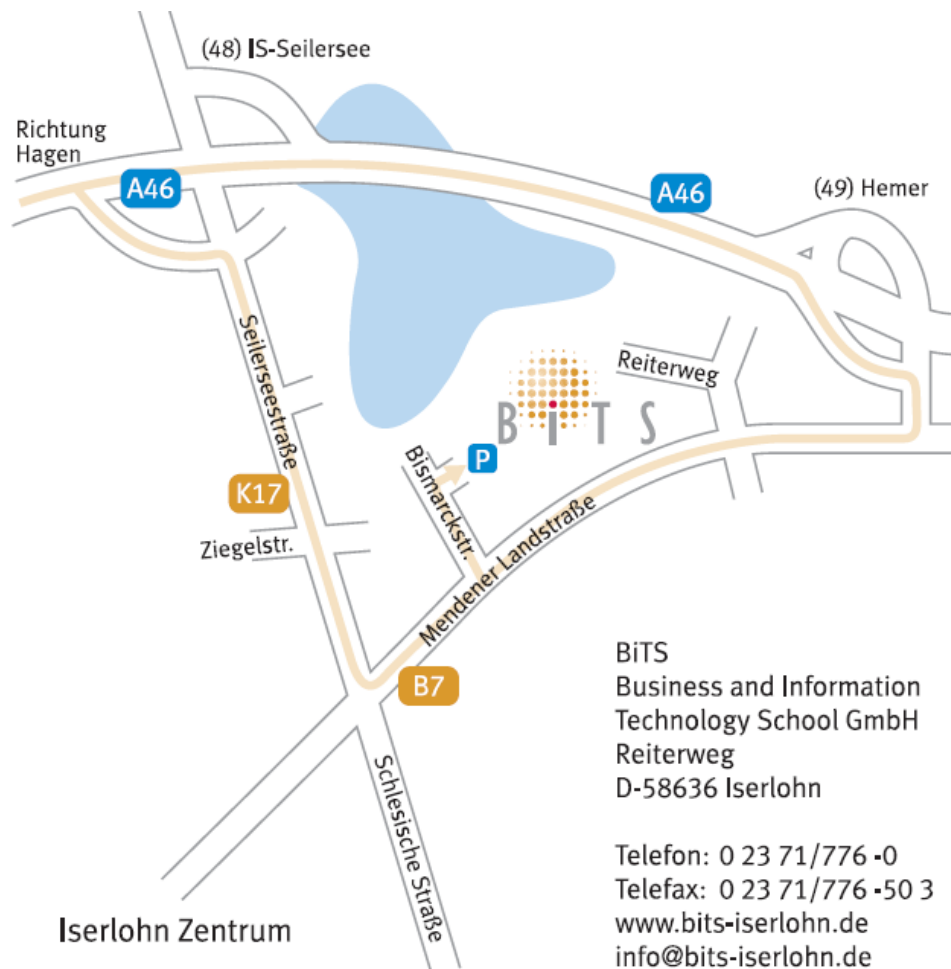 (48) IS-Seilersee
Richtung
Hagen
A46
A46
(49) Hemer
Seilerseestraße
Reiterweg
BiTS
Bismarckstr.
P
K17
Ziegelstr.
Mendener Landstraße
B7
Schlesische Straße
Iserlohn Zentrum
BiTS
Business and Information
Technology School GmbH
Reiterweg
D-58636 Iserlohn
Telefon: 0 23 71/776 -0
Telefax: 0 23 71/776 -50 3
www.bits-iserlohn.de
info@bits-iserlohn.de